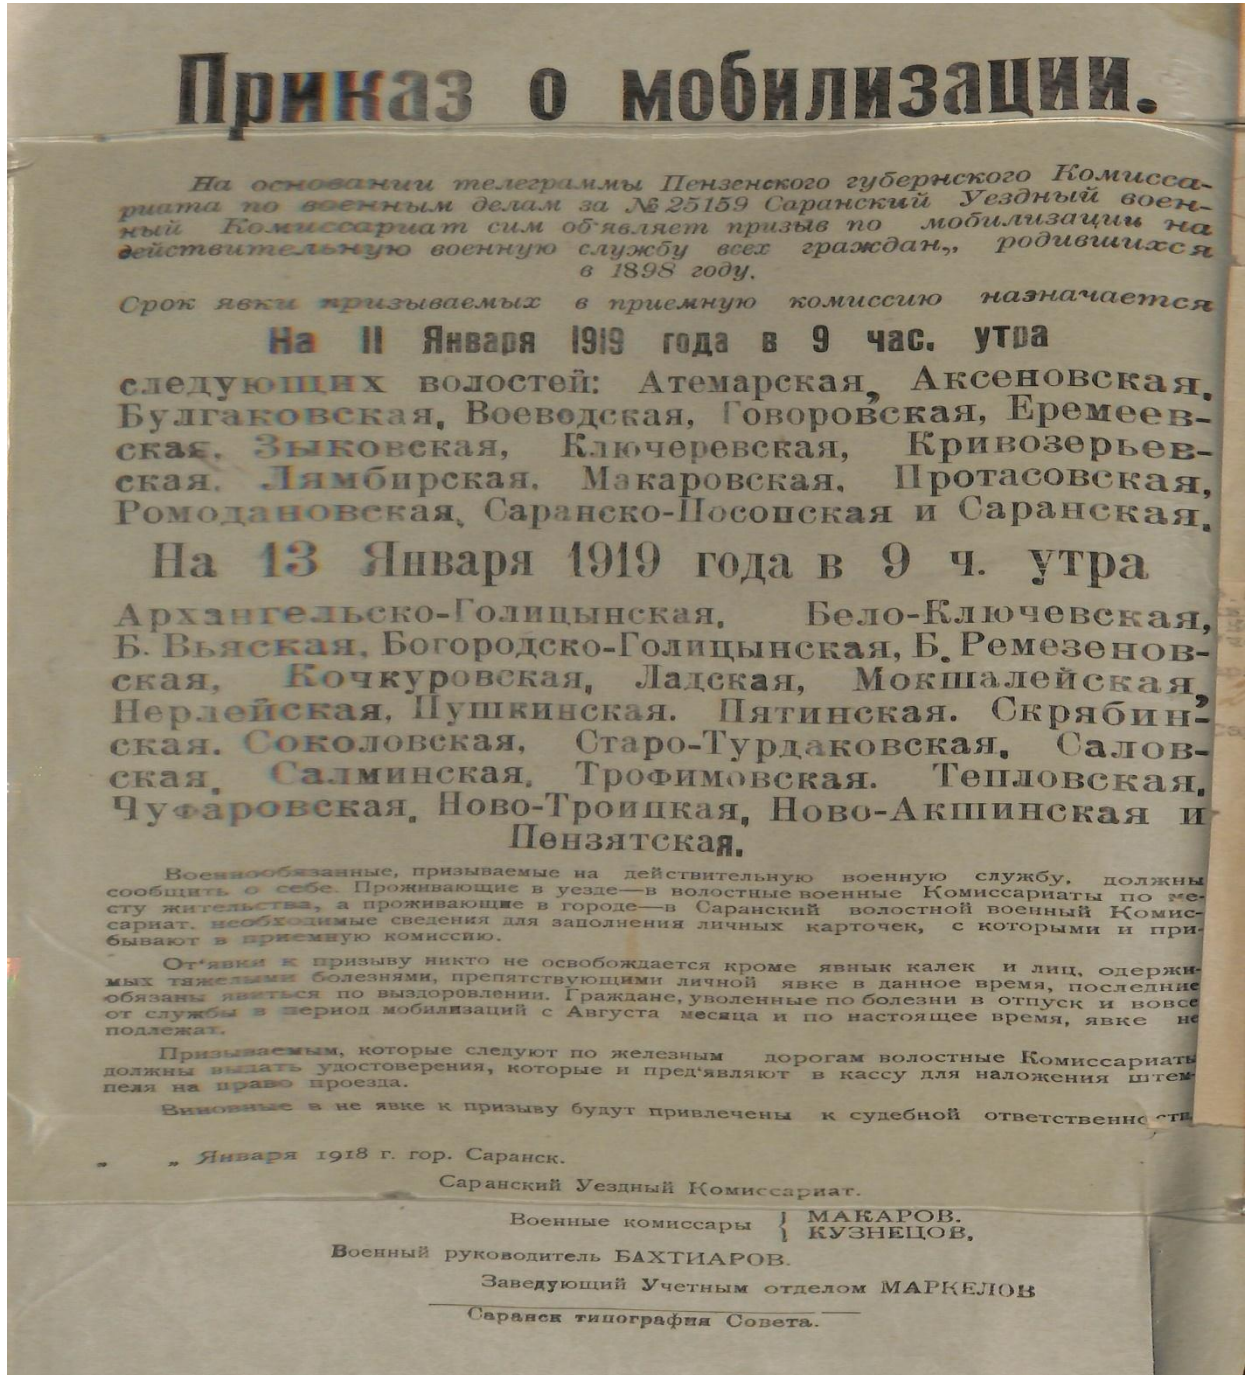 Приказ о мобилизации.
На основании телеграммы Пензенского губернского Комисса-
риата по военным делам за №25159 Саранский Уездный воен-
ный Комиссариат сим об'являет призыв по мобилизации на
действительную военную службу всех граждан„ родившихся
в 1898 году.
Срок явки призываемых в приемную комиссию назначается
На 11 Января 1919 года в 9 час. утра
следующих волостей: Атемарская, Аксеновская,
Булгаковская, Воеводская, Говоровская, Еремеев-
ская, Зыковская, Ключеревская, Кривозерьев-
ская, Лямбирская, Макаровская, Протасовская,
Ромодановская, Саранско-Посопская и Саранская.
На 13 Января 1919 года в 9 ч. утра
Архангельско-Голицынская, Бело-Ключевская,
Б. Вьяская, Богородско-Голицынская, Б. Ремезенов-
ская, Кочкуровская, Ладская, Мокшалейская,
Нерлейская, Пушкинская. Пятинская. Скрябин-
ская. Соколовская, Старо-Турдаковская, Салов-
ская, Салминская, Трофимовская. Тепловская,
Чуфаровская, Ново-Троицкая, Ново-Акшинская и
Пензятская.
Военнообязанные, призываемые на действительную военную службу, должны
сообщить о себе. Проживающие в уезде—в волостные военные Комиссариаты по ме-
сту жительства, а проживающие в городе—в Саранский волостной военный Комис-
сариат. необходимые сведения для заполнения личных карточек, с которыми и при-
бывают в приемную комиссию.
От'явки к призыву никто не освобождается кроме явнык калек и лиц, одержи-
мых тяжелыми болезнями, препятствующими личной явке в данное время, последние
обязаны явиться по выздоровлении. Граждане, уволенные по болезни в отпуск и вовсе
от службы в период мобилизаций с Августа месяца и по настоящее время, явке не
подлежат.
Призываемым, которые следуют по железным дорогам волостные Комиссариаты
должны выдать удостоверения, которые и пред'являют в кассу для наложения штем-
пеля на право проезда.
Виновные в не явке к призыву будут привлечены к судебной ответственности
„ „ Января 1918 г. гор. Саранск.
Саранский Уездный Комиссариат.
Военные комиссары } МАКАРОВ.
КУЗНЕЦОВ.
Военный руководитель БАХТИАРОВ.
Заведующий Учетным отделом МАРКЕЛОВ
Саранск типография Совета.